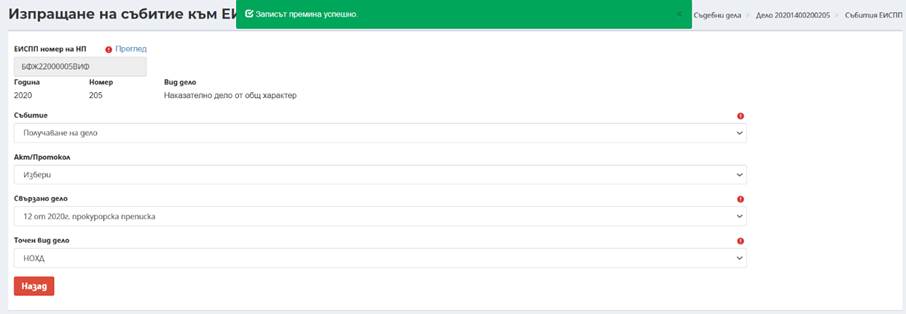 Изпращане на събитие към ЕИ
Записът премина успешно.
×
Съдебни дела > Дело 20201400200205 > Събития ЕИСПП
ЕИСПП номер на НП Преглед
БФЖ22000005ВИФ
Година Номер Вид дело
2020 205 Наказателно дело от общ характер
Събитие
Получаване на дело
Акт/Протокол
Избери
Свързано дело
12 от 2020г. прокурорска преписка
Точен вид дело
НОХД
Назад